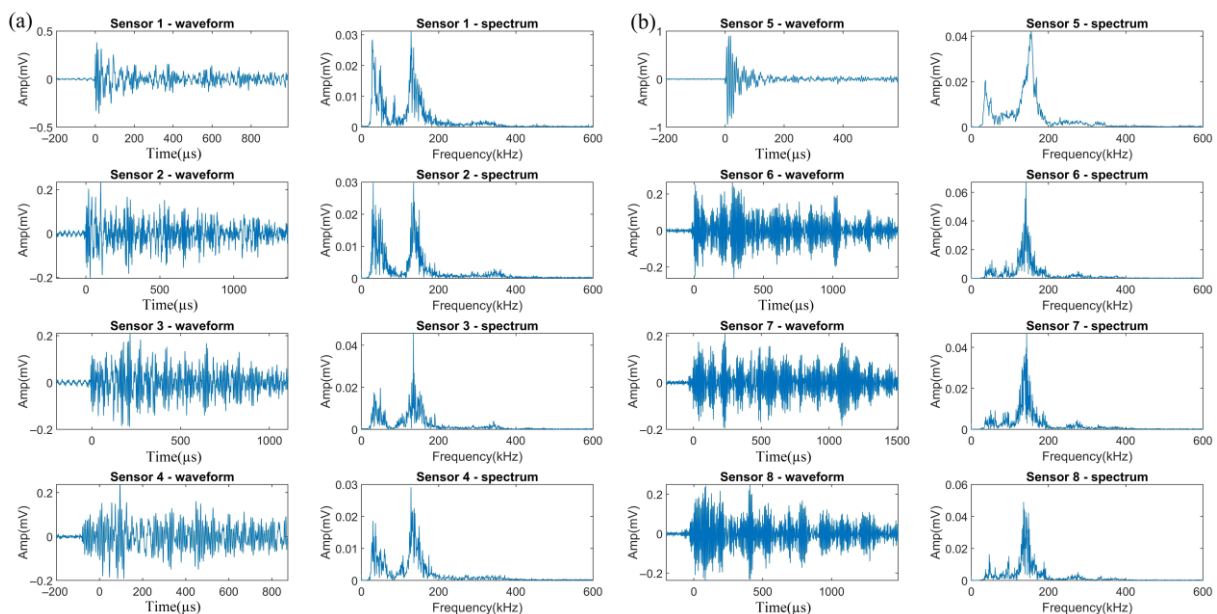 (a)
Sensor 1 - waveform
Amp(mV)
0.5
0
−0.5
−200 0 200 400 600 800
Time(µs)
Sensor 1 - spectrum
Amp(mV)
0.03
0.02
0.01
0
0 200 400 600
Frequency(kHz)
Sensor 2 - waveform
Amp(mV)
0.2
0
−0.2
0 500 1000
Time(µs)
Sensor 2 - spectrum
Amp(mV)
0.03
0.02
0.01
0
0 200 400 600
Frequency(kHz)
Sensor 3 - waveform
Amp(mV)
0.2
0
−0.2
0 500 1000
Time(µs)
Sensor 3 - spectrum
Amp(mV)
0.04
0.02
0
0 200 400 600
Frequency(kHz)
Sensor 4 - waveform
Amp(mV)
0.2
0
−0.2
−200 0 200 400 600 800
Time(µs)
Sensor 4 - spectrum
Amp(mV)
0.03
0.02
0.01
0
0 200 400 600
Frequency(kHz)
(b)
Sensor 5 - waveform
Amp(mV)
1
0
−1
−200 0 200 400
Time(µs)
Sensor 5 - spectrum
Amp(mV)
0.04
0.02
0
0 200 400 600
Frequency(kHz)
Sensor 6 - waveform
Amp(mV)
0.2
0
−0.2
0 500 1000 1500
Time(µs)
Sensor 6 - spectrum
Amp(mV)
0.06
0.04
0.02
0
0 200 400 600
Frequency(kHz)
Sensor 7 - waveform
Amp(mV)
0.2
0
−0.2
0 500 1000 1500
Time(µs)
Sensor 7 - spectrum
Amp(mV)
0.04
0.02
0
0 200 400 600
Frequency(kHz)
Sensor 8 - waveform
Amp(mV)
0.2
0
−0.2
0 500 1000 1500
Time(µs)
Sensor 8 - spectrum
Amp(mV)
0.06
0.04
0.02
0
0 200 400 600
Frequency(kHz)